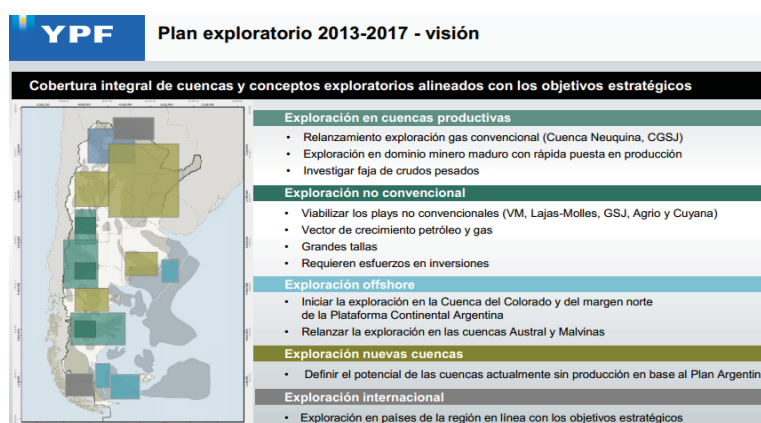 YPF
Plan exploratorio 2013-2017 - visión
Cobertura integral de cuencas y conceptos exploratorios alineados con los objetivos estratégicos
Exploración en cuencas productivas
• Relanzamiento exploración gas convencional (Cuenca Neuquina, CGSJ)
• Exploración en dominio minero maduro con rápida puesta en producción
• Investigar faja de crudos pesados
Exploración no convencional
• Viabilizar los plays no convencionales (VM, Lajas-Molles, GSJ, Agrio y Cuyana)
• Vector de crecimiento petróleo y gas
• Grandes tallas
• Requieren esfuerzos en inversiones
Exploración offshore
• Iniciar la exploración en la Cuenca del Colorado y del margen norte
de la Plataforma Continental Argentina
• Relanzar la exploración en las cuencas Austral y Malvinas
Exploración nuevas cuencas
• Definir el potencial de las cuencas actualmente sin producción en base al Plan Argentin
Exploración internacional
• Exploración en países de la región en línea con los objetivos estratégicos